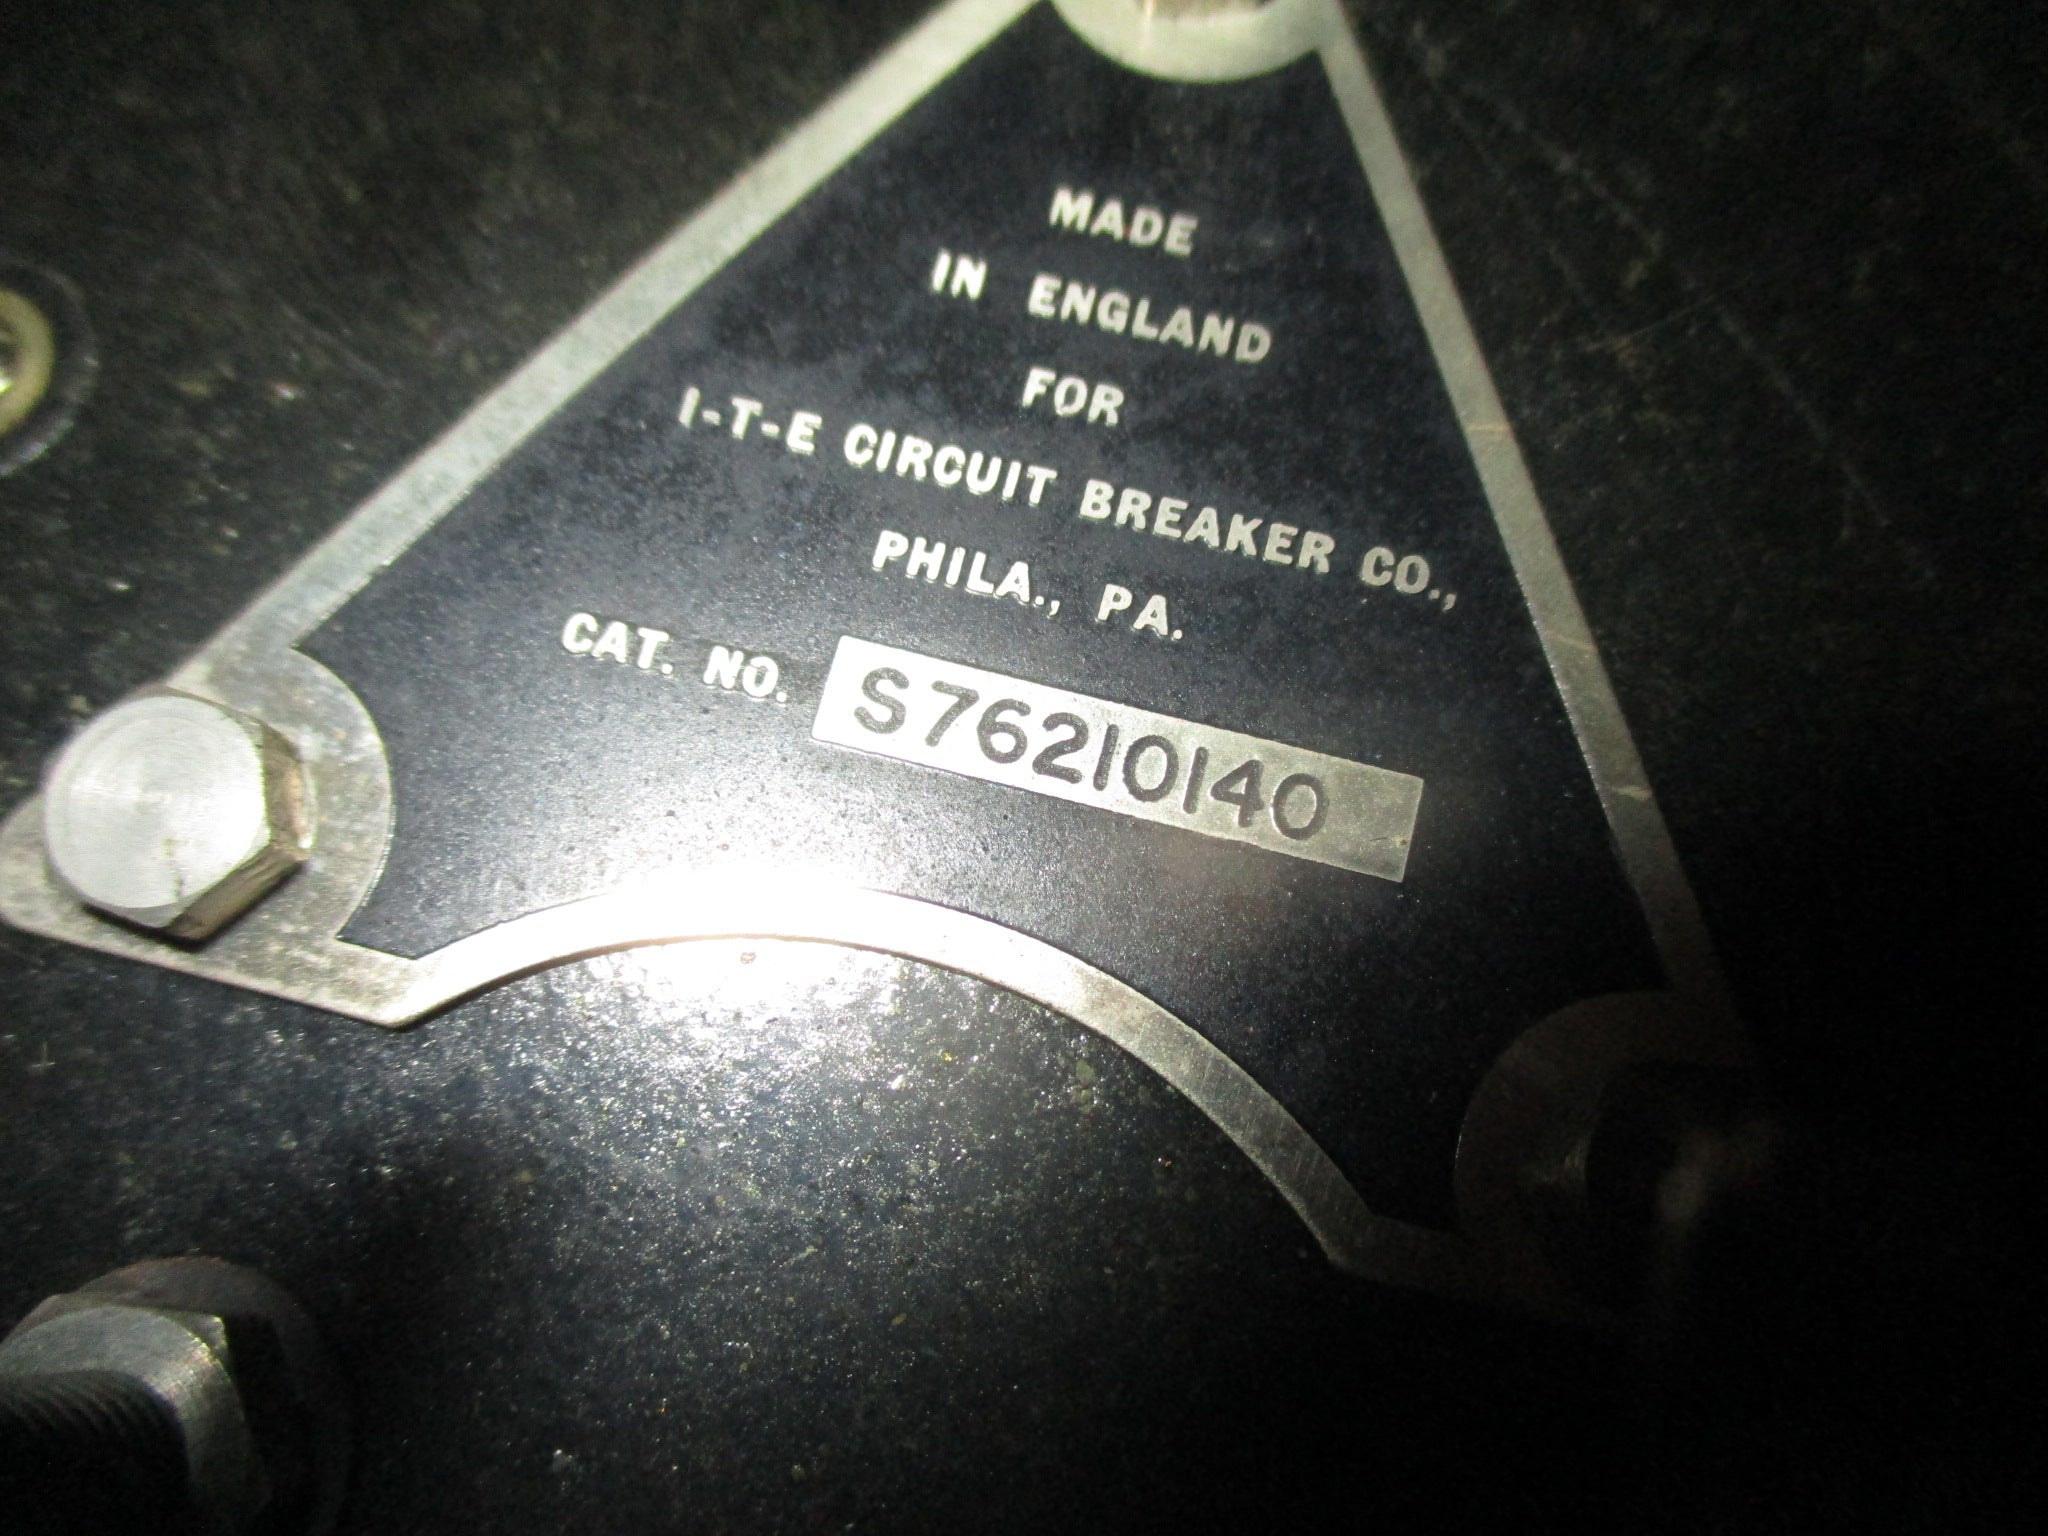 MADE
IN ENGLAND
FOR
I-T-E CIRCUIT BREAKER CO.,
PHILA., PA.
CAT. NO. S76210140